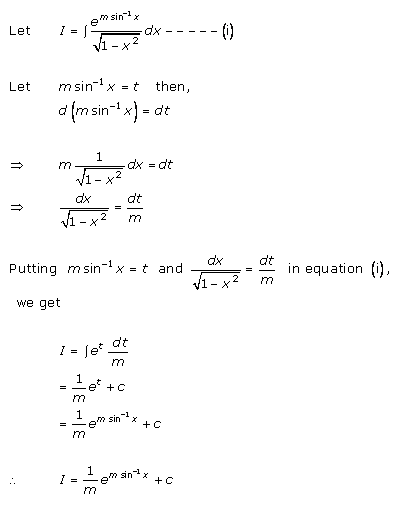 Let I = ∫ e^(m sin⁻¹ x) / √(1 – x²) dx – – – – – (i)
Let m sin⁻¹ x = t then,
d (m sin⁻¹ x) = dt
⇒ m 1/√(1 – x²) dx = dt
⇒ dx/√(1 – x²) = dt/m
Putting m sin⁻¹ x = t and dx/√(1 – x²) = dt/m in equation (i),
we get
I = ∫ e^t dt/m
= 1/m e^t + c
= 1/m e^(m sin⁻¹ x) + c
∴ I = 1/m e^(m sin⁻¹ x) + c